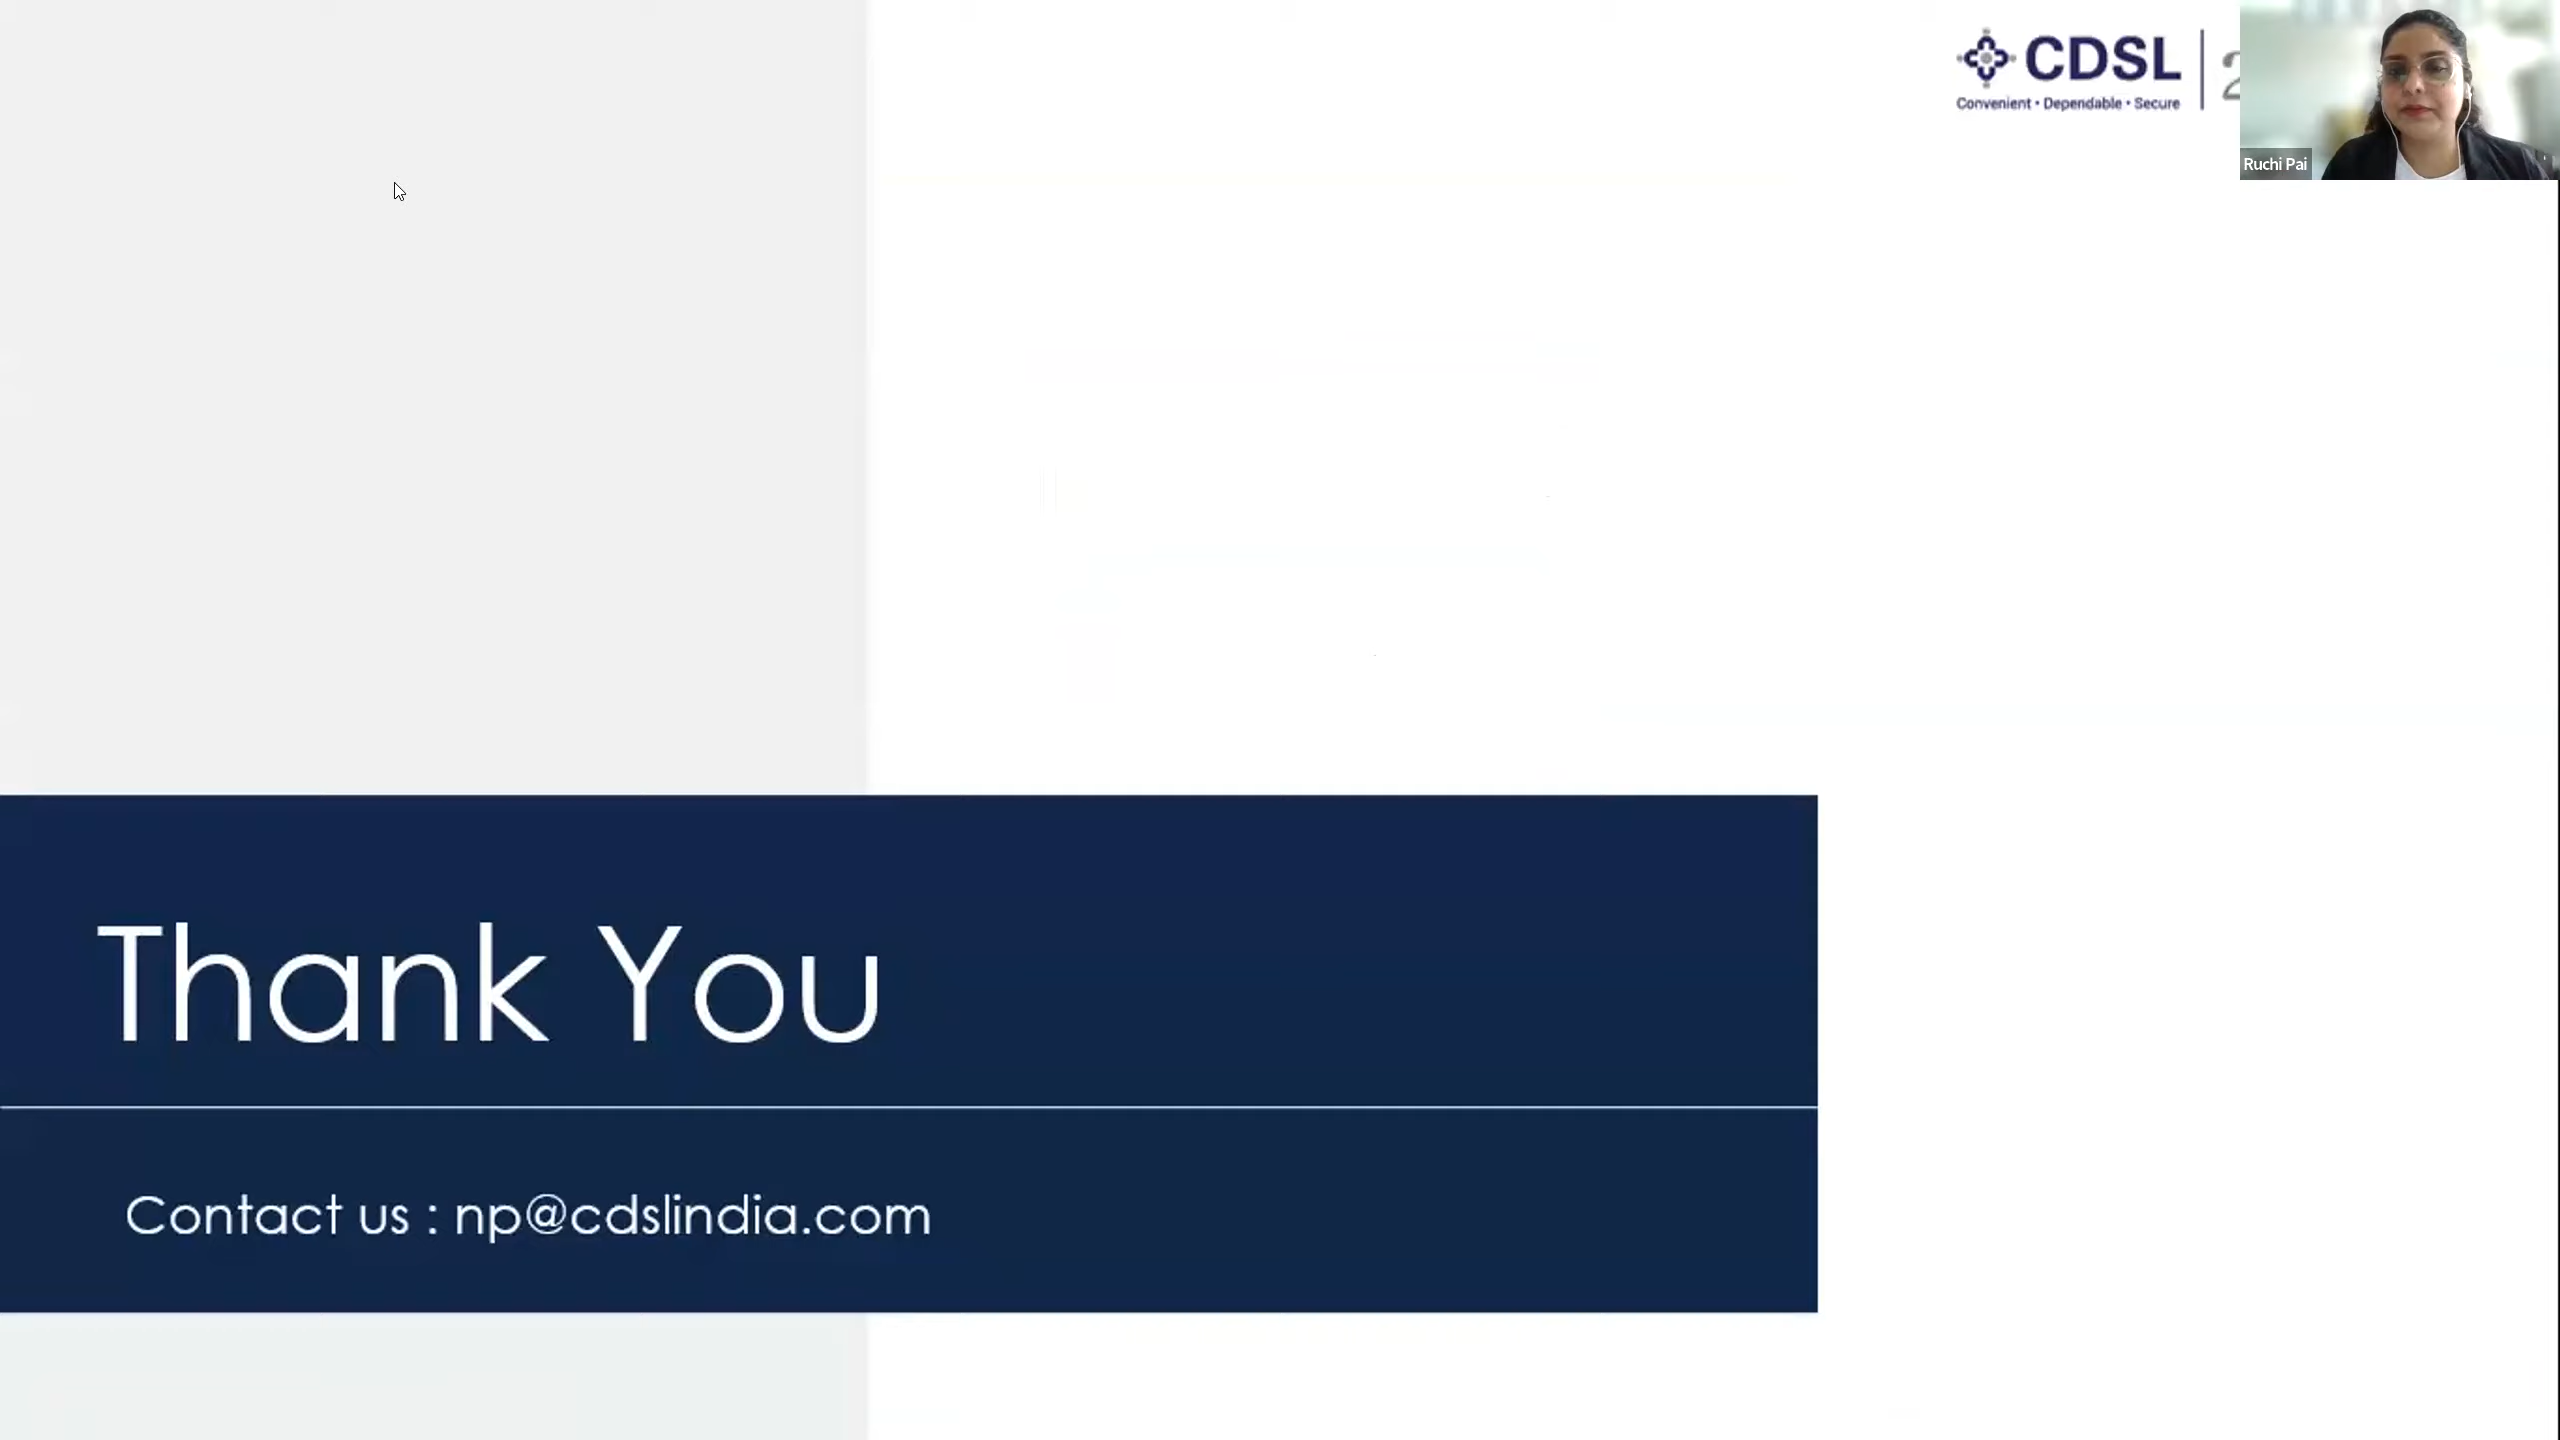 CDSL
Convenient • Dependable • Secure
Ruchi Pai
Thank You
Contact us : np@cdslindia.com